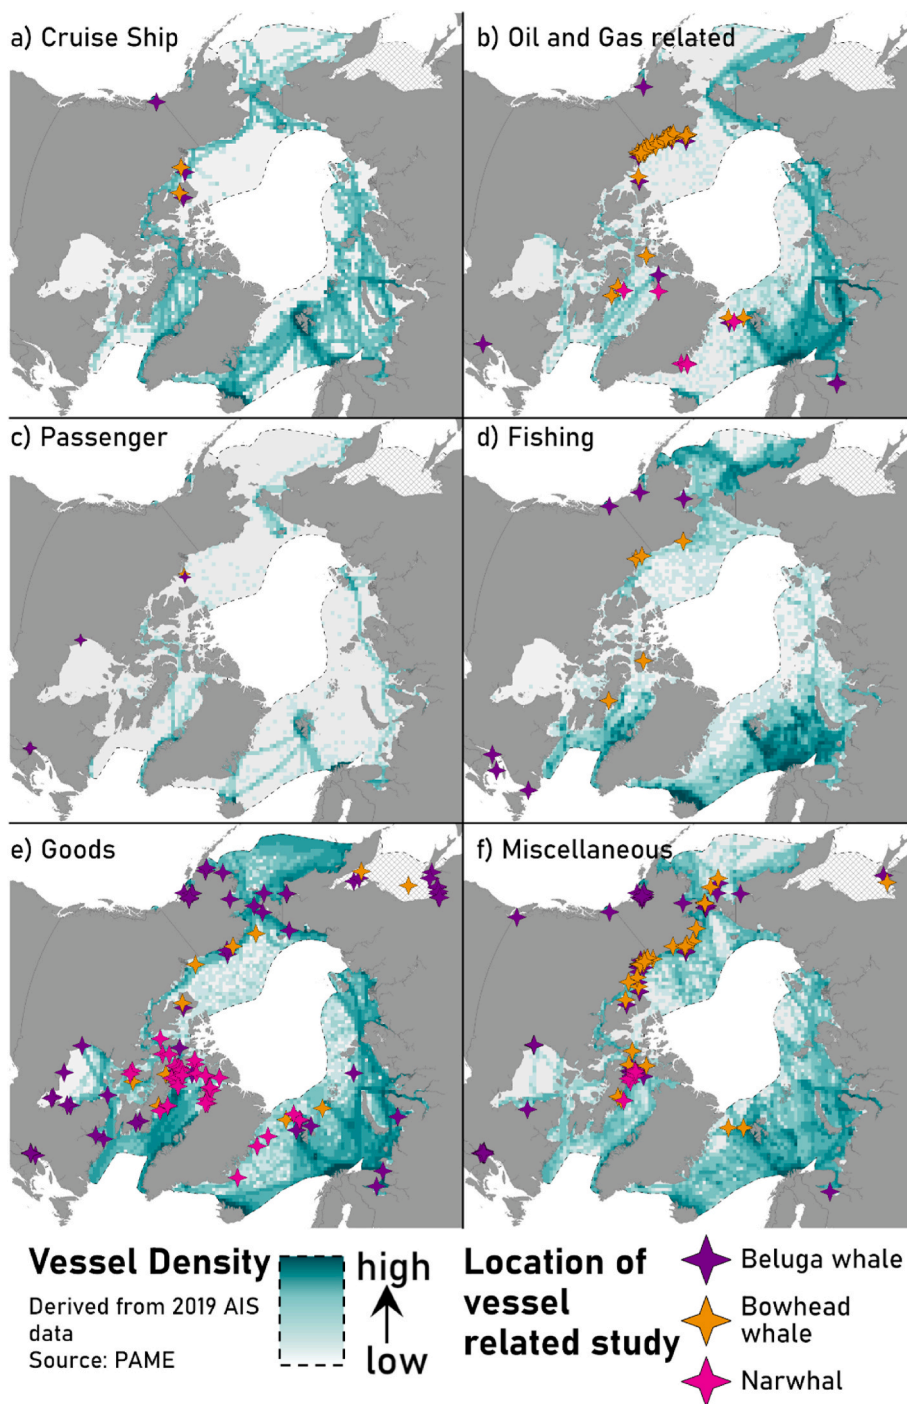 a) Cruise Ship
b) Oil and Gas related
c) Passenger
d) Fishing
e) Goods
f) Miscellaneous
Vessel Density
Derived from 2019 AIS
data
Source: PAME
high
low
Location of
vessel
related study
Beluga whale
Bowhead
whale
Narwhal